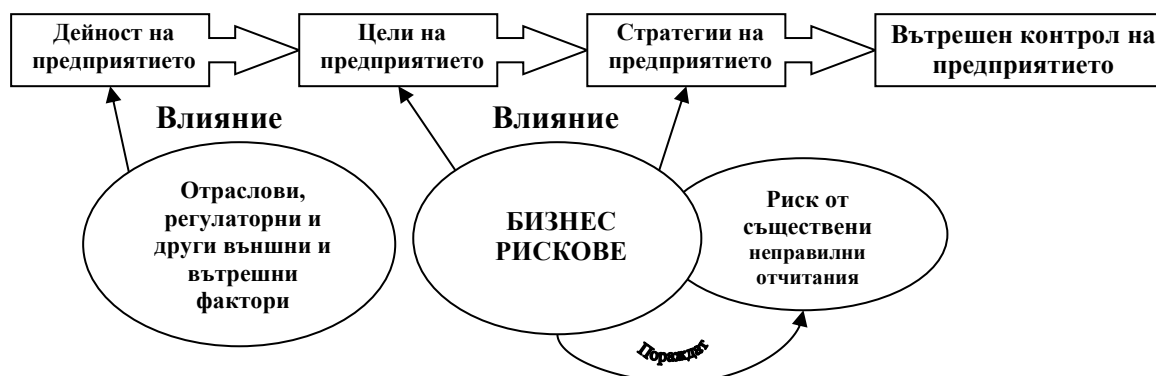 Дейност на
предприятието
Цели на
предприятието
Стратегии на
предприятието
Вътрешен контрол на
предприятието
Влияние
Влияние
Отраслови,
регулаторни и
други външни и
вътрешни
фактори
БИЗНЕС
РИСКОВЕ
Риск от
съществени
неправилни
отчитания
Пораждат